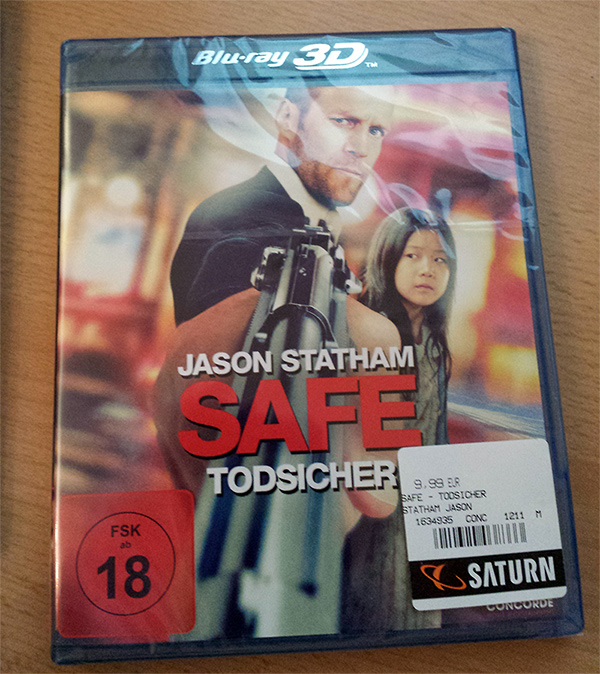 Blu-ray 3D™
JASON STATHAM
SAFE
TODSICHER
9,99 EUR
SAFE - TODSICHER
STATHAM JASON
1634935 CONC 1211 M
SATURN
CONCORDE
FSK
ab
18